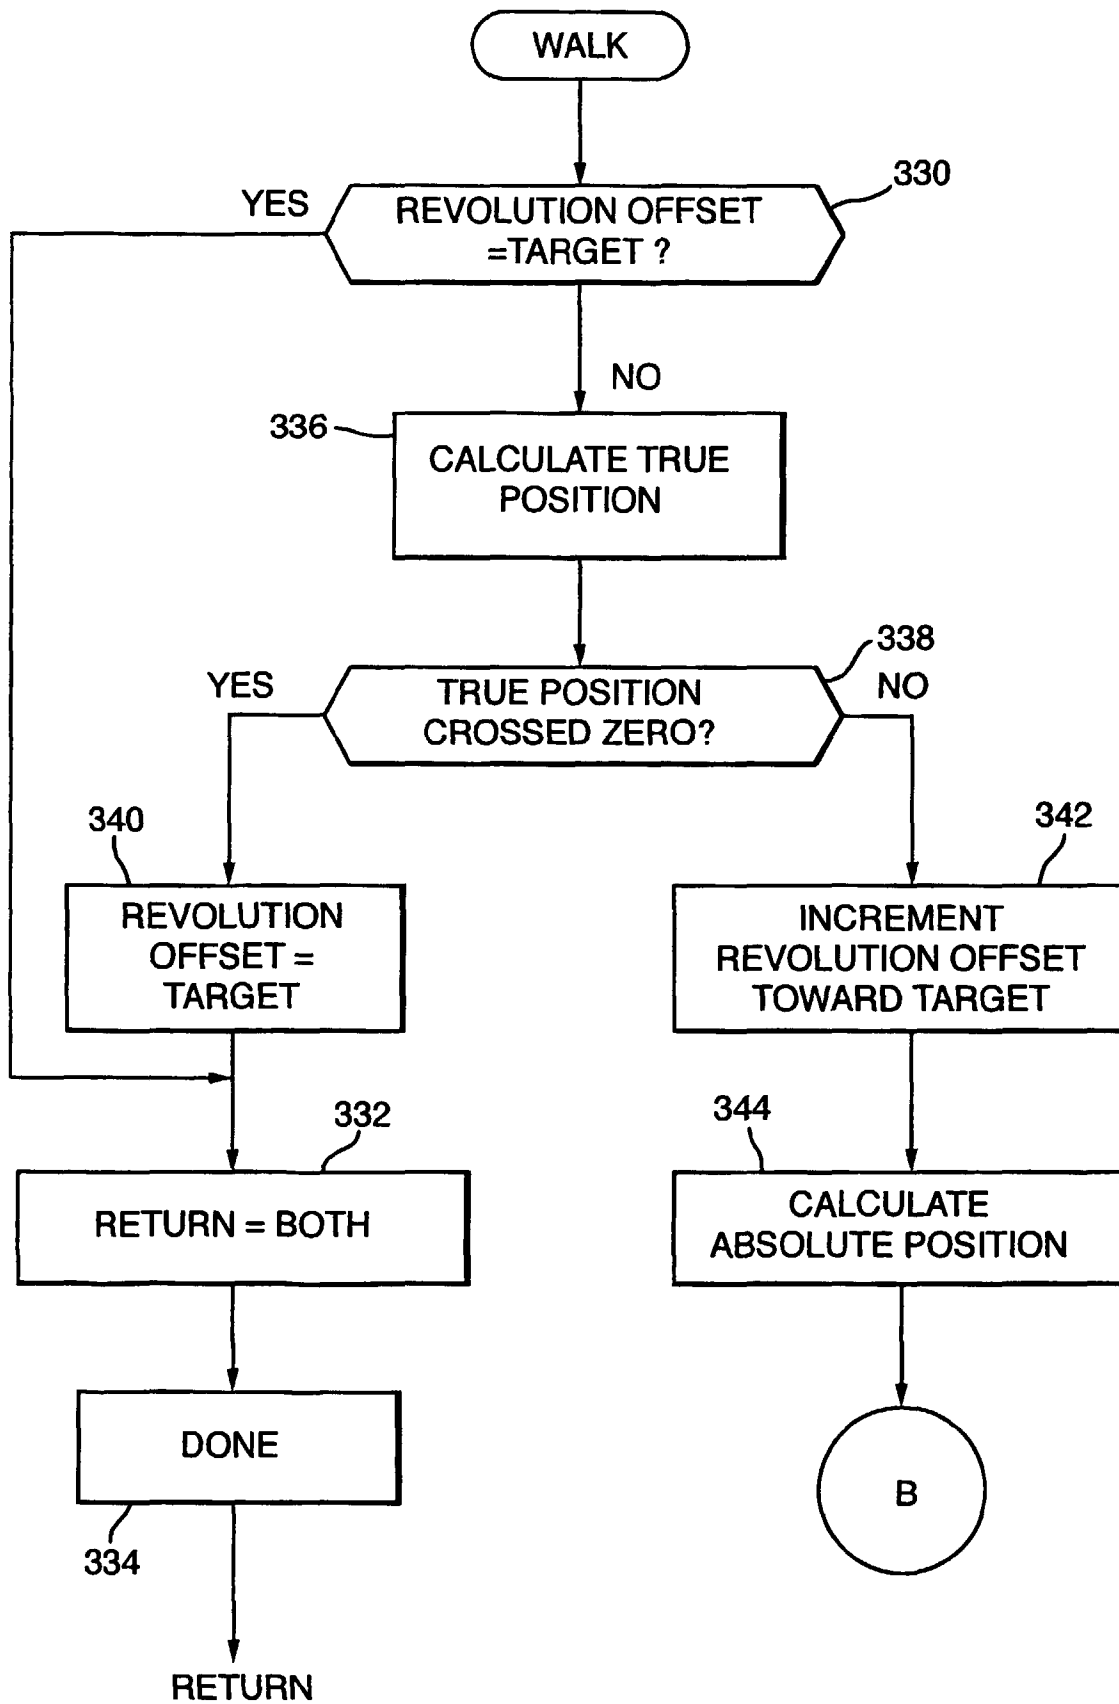 WALK
330
YES
REVOLUTION OFFSET
=TARGET ?
NO
336
CALCULATE TRUE
POSITION
338
YES
NO
TRUE POSITION
CROSSED ZERO?
340
342
REVOLUTION
OFFSET =
TARGET
INCREMENT
REVOLUTION OFFSET
TOWARD TARGET
332
344
RETURN = BOTH
CALCULATE
ABSOLUTE POSITION
DONE
B
334
RETURN